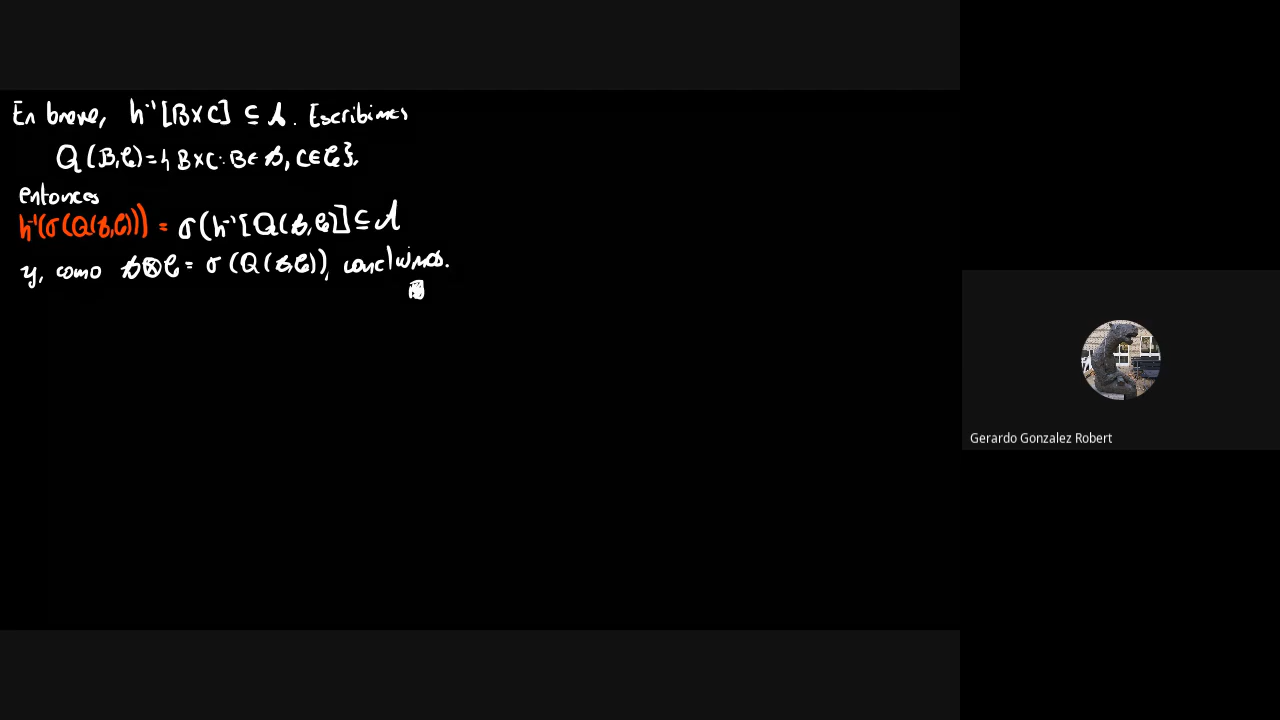 En breve, h⁻¹[B×C] ⊆ 𝒜. Escribimos
Q(ℬ,𝒞)={B×C: B∈ℬ, C∈𝒞}.
entonces
h⁻¹(σ(Q(ℬ,𝒞))) = σ(h⁻¹[Q(ℬ,𝒞)] ⊆ 𝒜
y, como ℬ⊗𝒞 = σ(Q(ℬ,𝒞)), concluimos.
Gerardo Gonzalez Robert